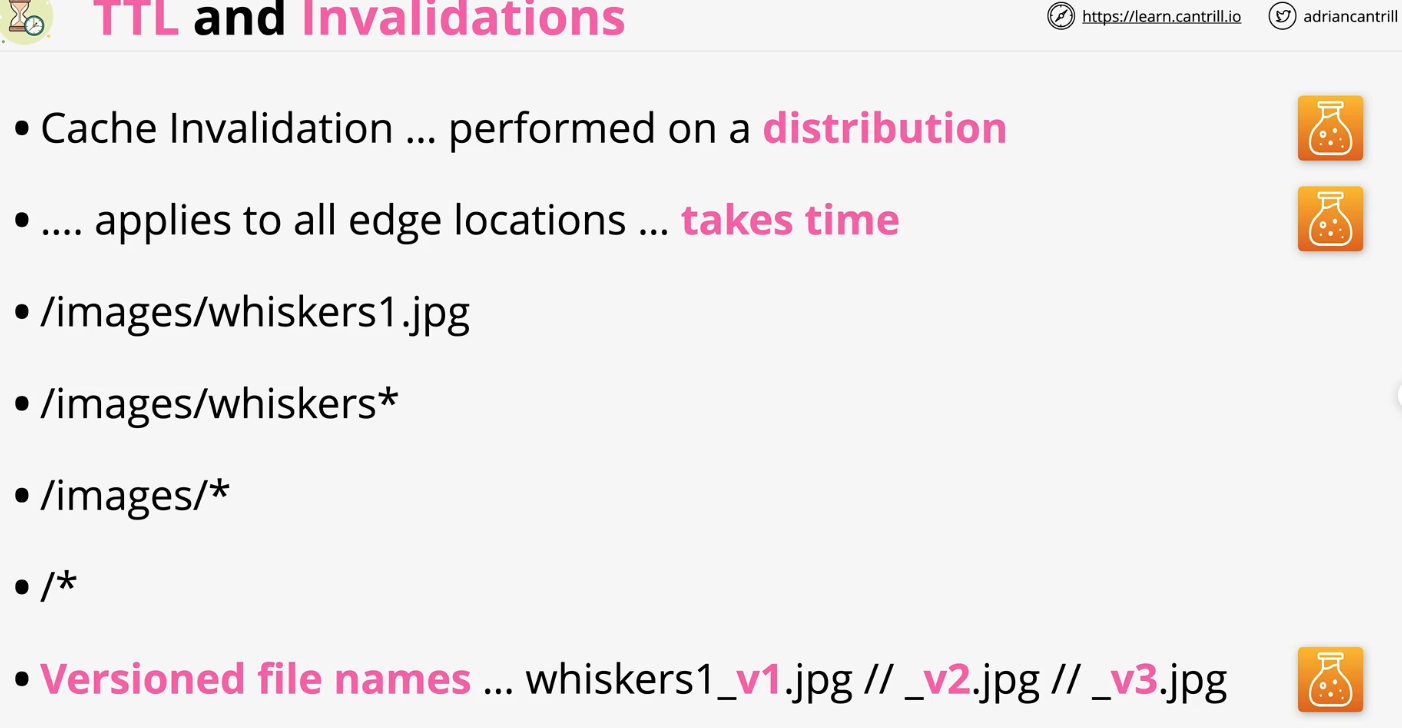 TTL and Invalidations
https://learn.cantrill.io
adriancantrill
• Cache Invalidation ... performed on a distribution
• .... applies to all edge locations ... takes time
• /images/whiskers1.jpg
• /images/whiskers*
• /images/*
• /*
• Versioned file names ... whiskers1_v1.jpg // _v2.jpg // _v3.jpg